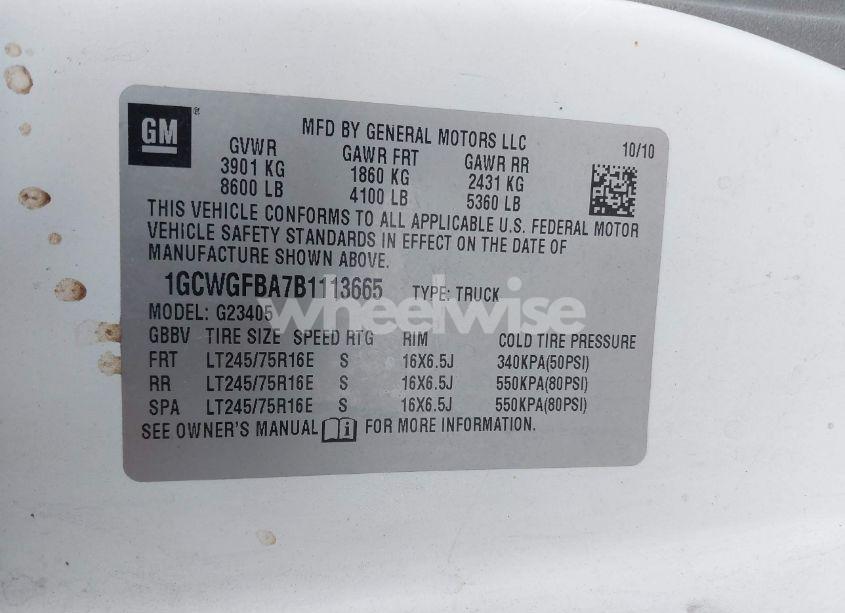 GM ®
MFD BY GENERAL MOTORS LLC 10/10
GVWR GAWR FRT GAWR RR
3901 KG 1860 KG 2431 KG
8600 LB 4100 LB 5360 LB
THIS VEHICLE CONFORMS TO ALL APPLICABLE U.S. FEDERAL MOTOR
VEHICLE SAFETY STANDARDS IN EFFECT ON THE DATE OF
MANUFACTURE SHOWN ABOVE.
1GCWGFBA7B1113665 TYPE: TRUCK
wheelwise
MODEL: G23405
GBBV TIRE SIZE SPEED RTG RIM COLD TIRE PRESSURE
FRT LT245/75R16E S 16X6.5J 340KPA(50PSI)
RR LT245/75R16E S 16X6.5J 550KPA(80PSI)
SPA LT245/75R16E S 16X6.5J 550KPA(80PSI)
SEE OWNER'S MANUAL i FOR MORE INFORMATION.